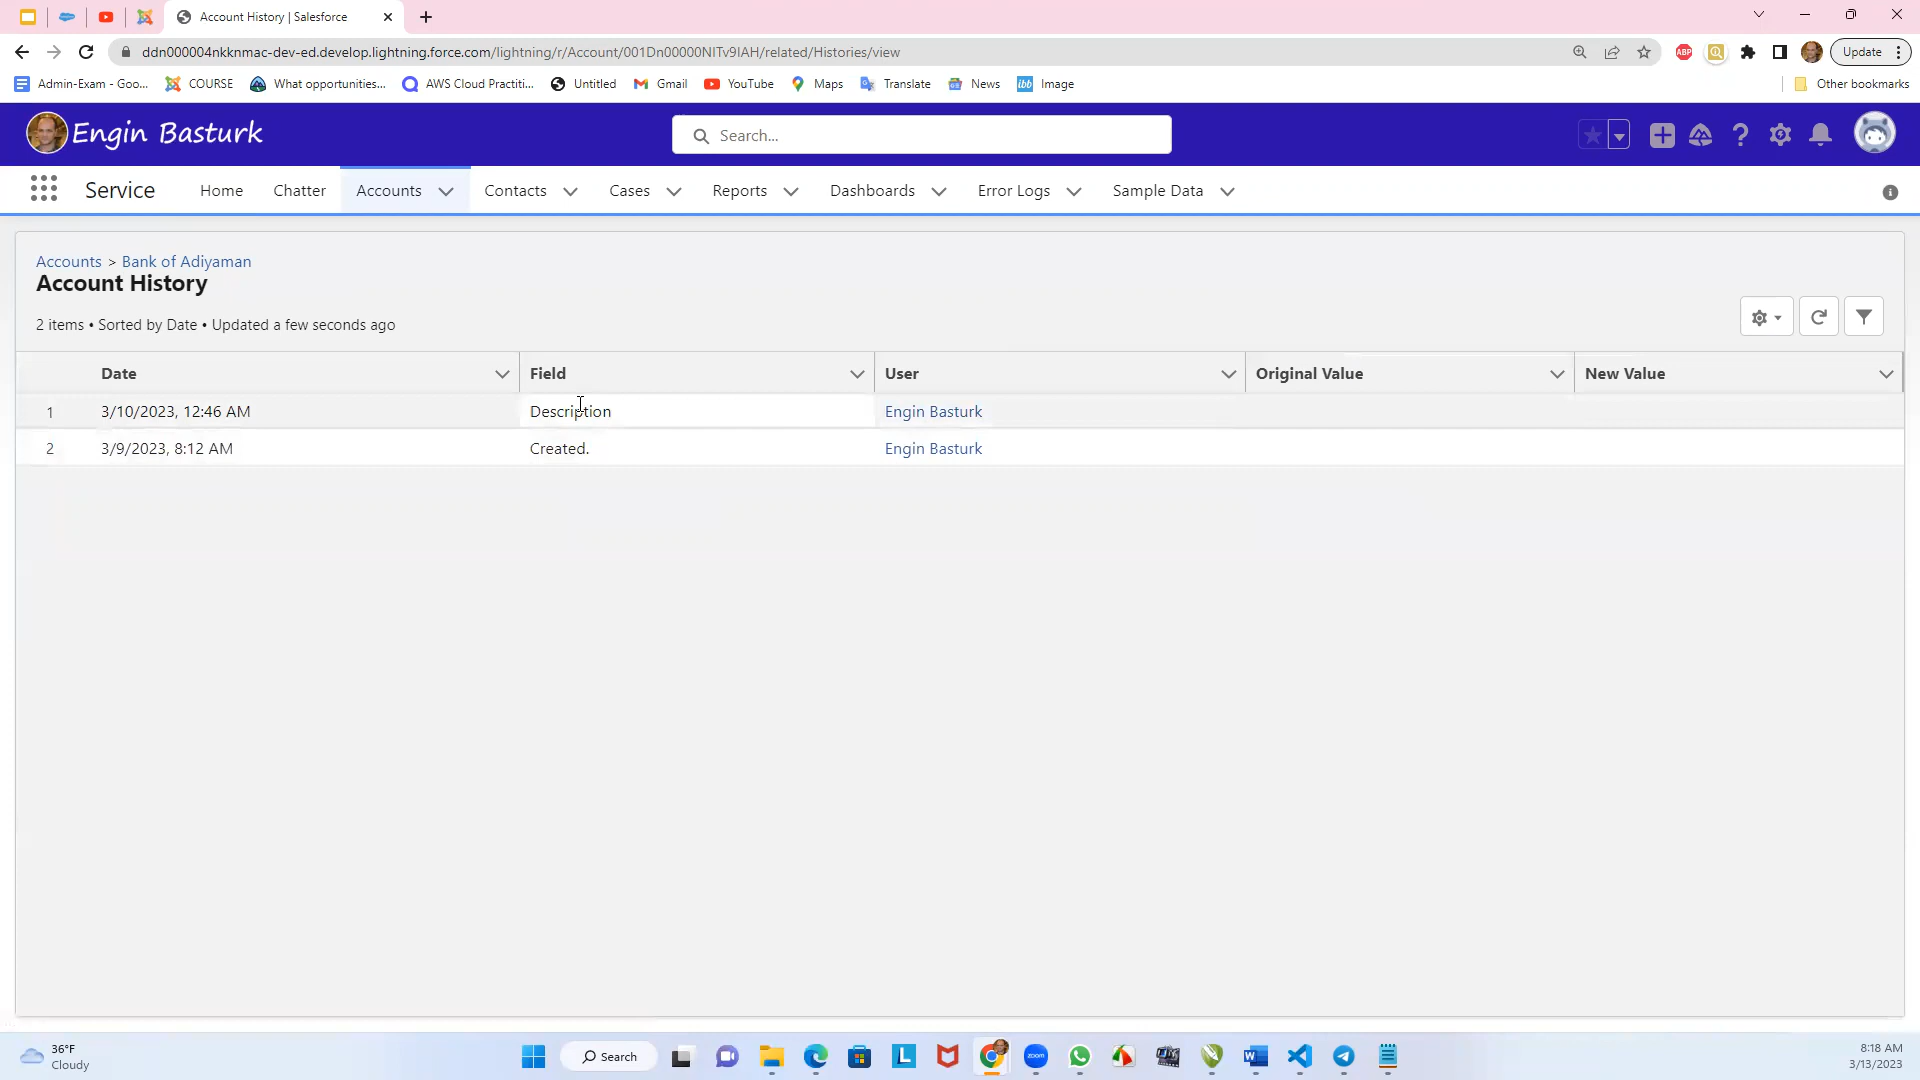 Account History | Salesforce
ddn000004nkknmac-dev-ed.develop.lightning.force.com/lightning/r/Account/001Dn00000NITv9IAH/related/Histories/view
ABP
Update
Admin-Exam - Goo...
COURSE
What opportunities...
AWS Cloud Practiti...
Untitled
Gmail
YouTube
Maps
Translate
News
ibb Image
Other bookmarks
Engin Basturk
Search...
Service
Home
Chatter
Accounts
Contacts
Cases
Reports
Dashboards
Error Logs
Sample Data
Accounts > Bank of Adiyaman
Account History
2 items • Sorted by Date • Updated a few seconds ago
Date Field User Original Value New Value
1 3/10/2023, 12:46 AM Description Engin Basturk
2 3/9/2023, 8:12 AM Created. Engin Basturk
36°F
Cloudy
Search
L
zoom
W
8:18 AM
3/13/2023